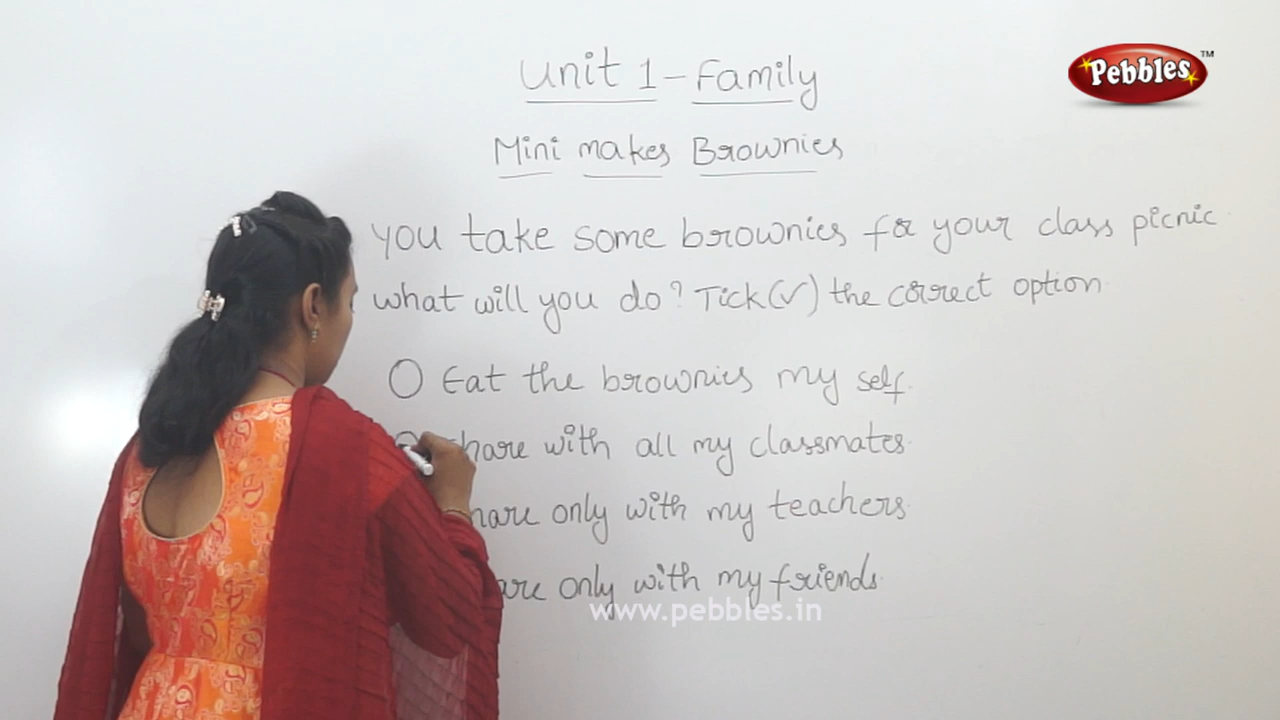 Unit 1 - Family
Pebbles™
Mini makes Brownies
You take some brownies for your class picnic
what will you do? Tick(✓) the correct option
Eat the brownies my self.
share with all my classmates.
hare only with my teachers.
are only with my friends.
www.pebbles.in